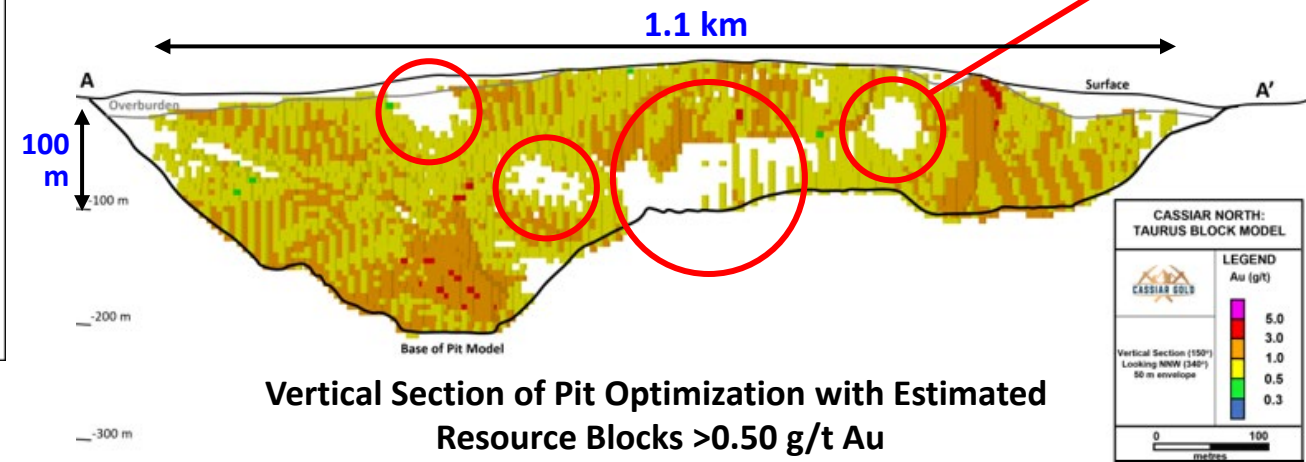 1.1 km
A
Surface
A'
Overburden
100
m
-100 m
-200 m
Base of Pit Model
-300 m
Vertical Section of Pit Optimization with Estimated
Resource Blocks >0.50 g/t Au
CASSIAR NORTH:
TAURUS BLOCK MODEL
CASSIAR GOLD
LEGEND
Au (g/t)
5.0
3.0
1.0
0.5
0.3
Vertical Section (150°)
Looking NNW (340°)
50 m envelope
0 100
metres